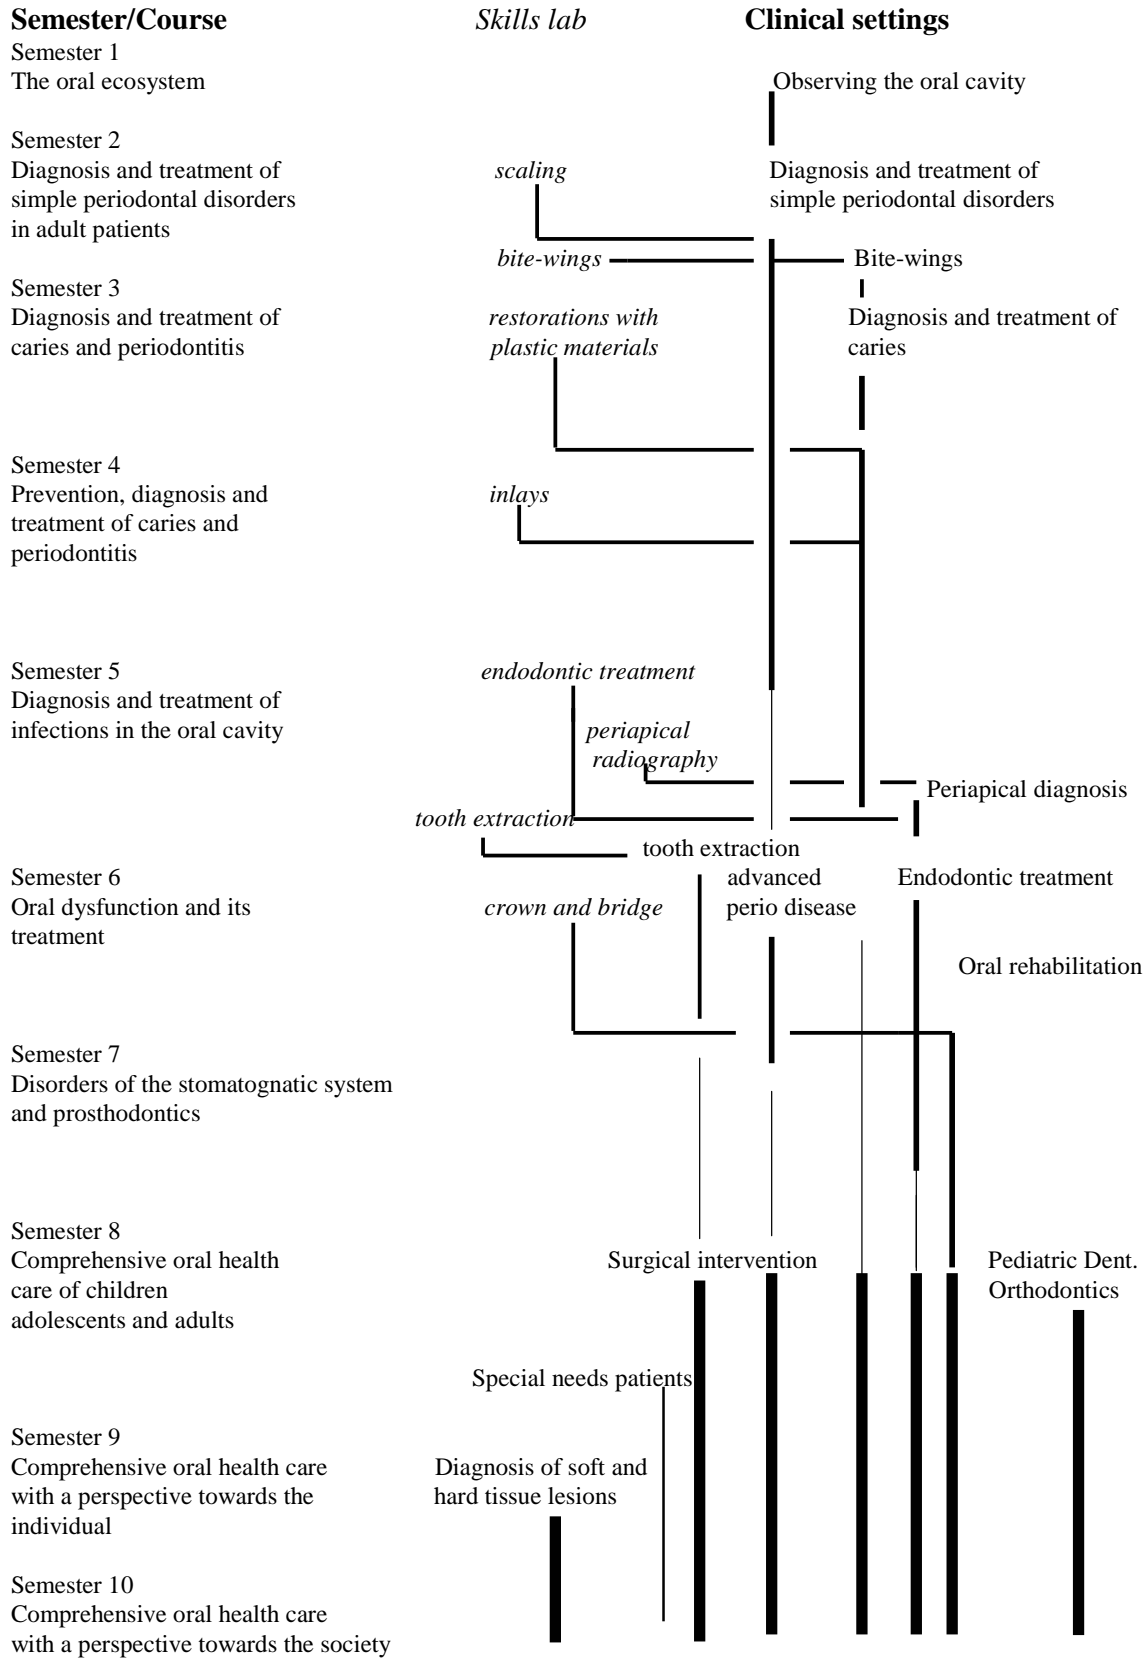 Semester/Course Skills lab Clinical settings
Semester 1
The oral ecosystem Observing the oral cavity
Semester 2
Diagnosis and treatment of scaling Diagnosis and treatment of
simple periodontal disorders simple periodontal disorders
in adult patients
bite-wings Bite-wings
Semester 3
Diagnosis and treatment of restorations with Diagnosis and treatment of
caries and periodontitis plastic materials caries
Semester 4
Prevention, diagnosis and inlays
treatment of caries and
periodontitis
Semester 5 endodontic treatment
Diagnosis and treatment of
infections in the oral cavity periapical
radiography
Periapical diagnosis
tooth extraction
tooth extraction
Semester 6 advanced Endodontic treatment
Oral dysfunction and its crown and bridge perio disease
treatment
Oral rehabilitation
Semester 7
Disorders of the stomatognatic system
and prosthodontics
Semester 8
Comprehensive oral health Surgical intervention Pediatric Dent.
care of children Orthodontics
adolescents and adults
Special needs patients
Semester 9
Comprehensive oral health care Diagnosis of soft and
with a perspective towards the hard tissue lesions
individual
Semester 10
Comprehensive oral health care
with a perspective towards the society